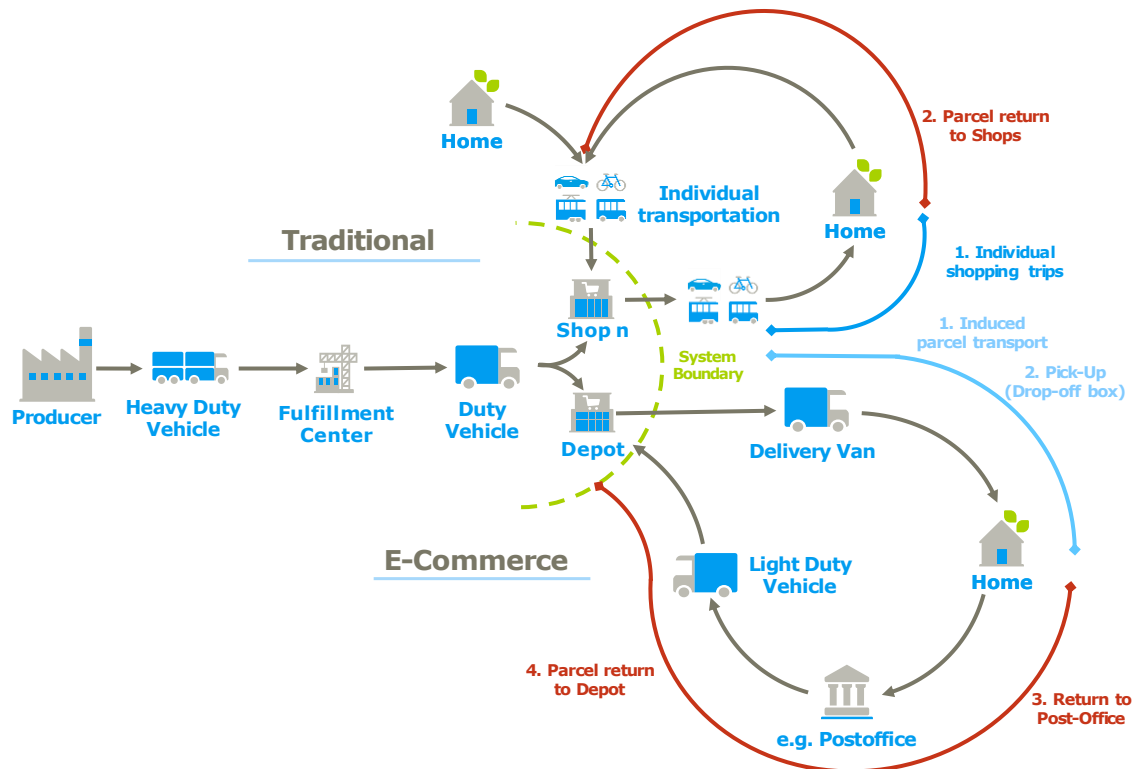 Home
2. Parcel return
to Shops
Individual
transportation
Home
Traditional
1. Individual
shopping trips
Shop n
1. Induced
parcel transport
System
Boundary
2. Pick-Up
(Drop-off box)
Producer
Heavy Duty
Vehicle
Fulfillment
Center
Duty
Vehicle
Depot
Delivery Van
E-Commerce
Light Duty
Vehicle
Home
4. Parcel return
to Depot
3. Return to
Post-Office
e.g. Postoffice